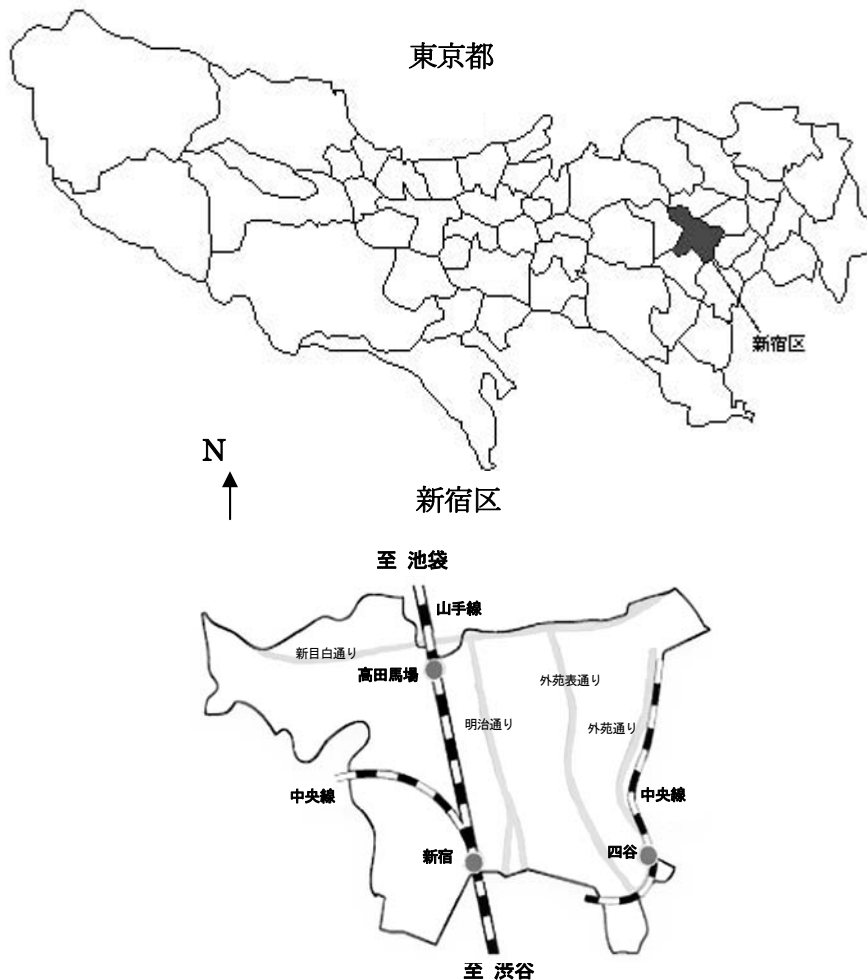 東京都
新宿区
N
新宿区
至 池袋
山手線
新目白通り
高田馬場
外苑表通り
明治通り
外苑通り
中央線
中央線
新宿
四谷
至 渋谷